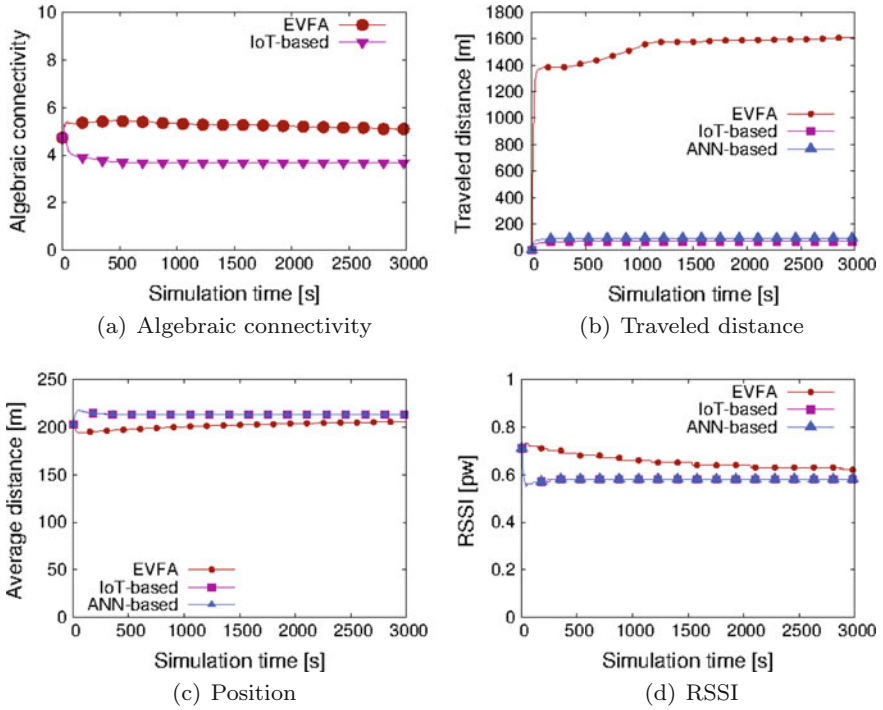 EVFA
IoT-based
Algebraic connectivity
10
8
6
4
2
0
0 500 1000 1500 2000 2500 3000
Simulation time [s]
(a) Algebraic connectivity
EVFA
IoT-based
ANN-based
Traveled distance [m]
1800
1600
1400
1200
1000
800
600
400
200
0
0 500 1000 1500 2000 2500 3000
Simulation time [s]
(b) Traveled distance
EVFA
IoT-based
ANN-based
Average distance [m]
250
200
150
100
50
0
0 500 1000 1500 2000 2500 3000
Simulation time [s]
(c) Position
EVFA
IoT-based
ANN-based
RSSI [pw]
1
0.8
0.6
0.4
0.2
0
0 500 1000 1500 2000 2500 3000
Simulation time [s]
(d) RSSI